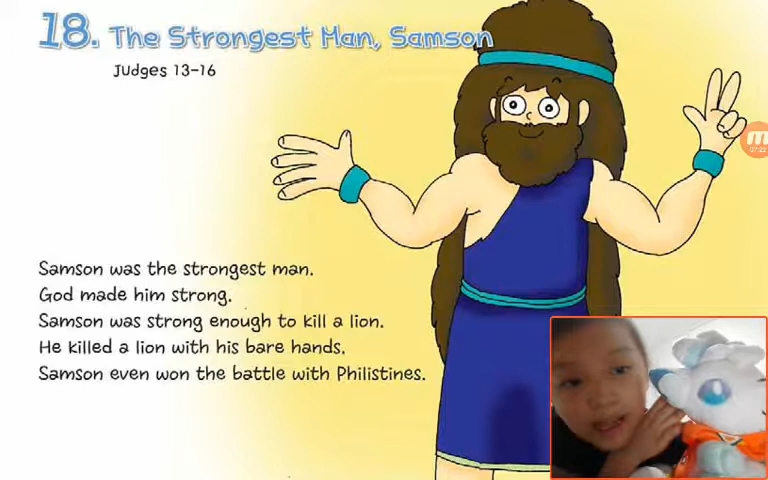 18. The Strongest Man, Samson
Judges 13-16
Samson was the strongest man.
God made him strong.
Samson was strong enough to kill a lion.
He killed a lion with his bare hands.
Samson even won the battle with Philistines.
07:22